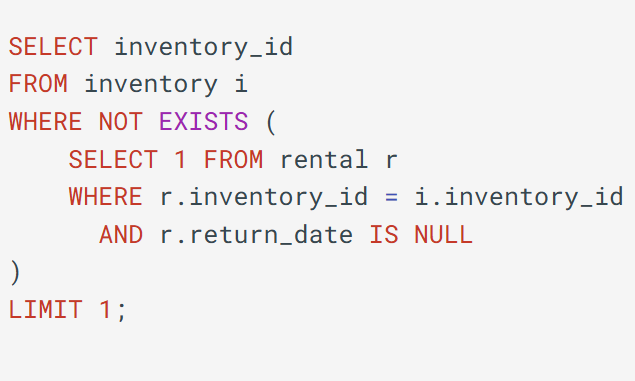 SELECT inventory_id
FROM inventory i
WHERE NOT EXISTS (
    SELECT 1 FROM rental r
    WHERE r.inventory_id = i.inventory_id
      AND r.return_date IS NULL
)
LIMIT 1;